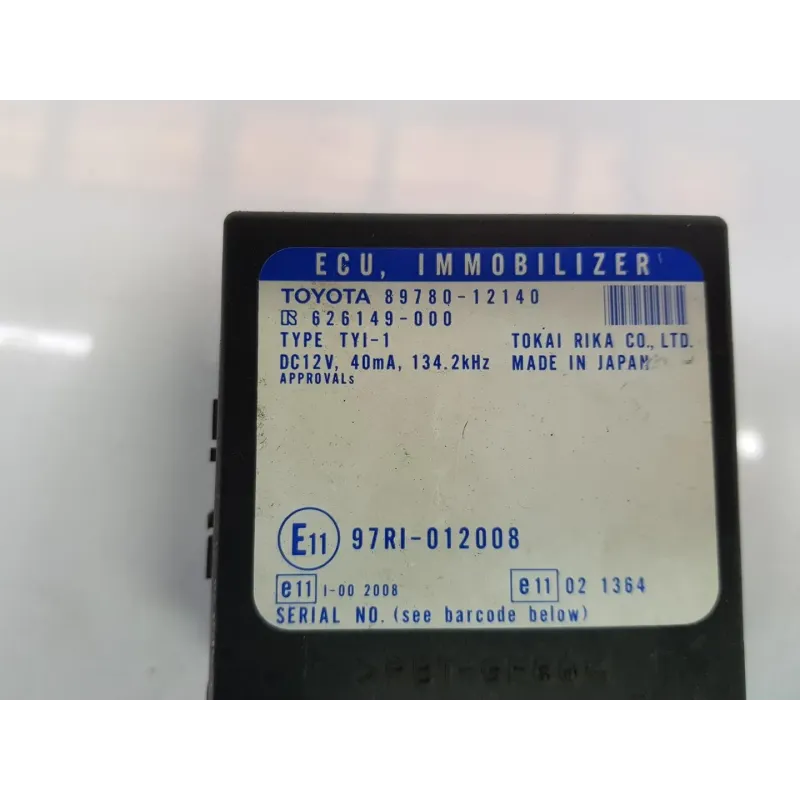 ECU, IMMOBILIZER
TOYOTA 89780-12140
626149-000
TYPE TYI-1 TOKAI RIKA CO., LTD.
DC12V, 40mA, 134.2kHz MADE IN JAPAN
APPROVALs
E11 97RI-012008
e11 I-00 2008 e11 02 1364
SERIAL NO. (see barcode below)